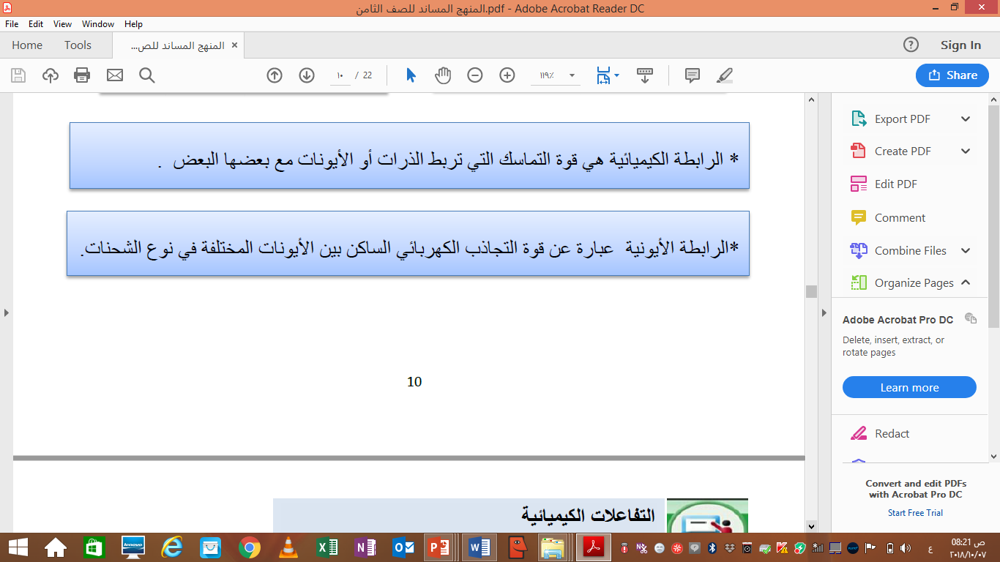 المنهج المساند للصف الثامن.pdf - Adobe Acrobat Reader DC
File Edit View Window Help
Home Tools المنهج المساند للص... Sign In
١٠ / 22 ١١٩٪ Share
* الرابطة الكيميائية هي قوة التماسك التي تربط الذرات أو الأيونات مع بعضها البعض .
*الرابطة الأيونية عبارة عن قوة التجاذب الكهربائي الساكن بين الأيونات المختلفة في نوع الشحنات.
10
التفاعلات الكيميائية
Export PDF
Create PDF
Edit PDF
Comment
Combine Files
Organize Pages
Adobe Acrobat Pro DC
Delete, insert, extract, or
rotate pages
Learn more
Redact
Convert and edit PDFs
with Acrobat Pro DC
Start Free Trial
lenovo
ع
08:21 ص
٢٠١٨/١٠/٠٧